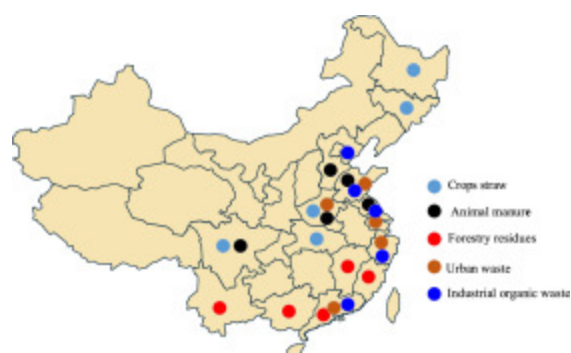 Crops straw
Animal manure
Forestry residues
Urban waste
Industrial organic waste